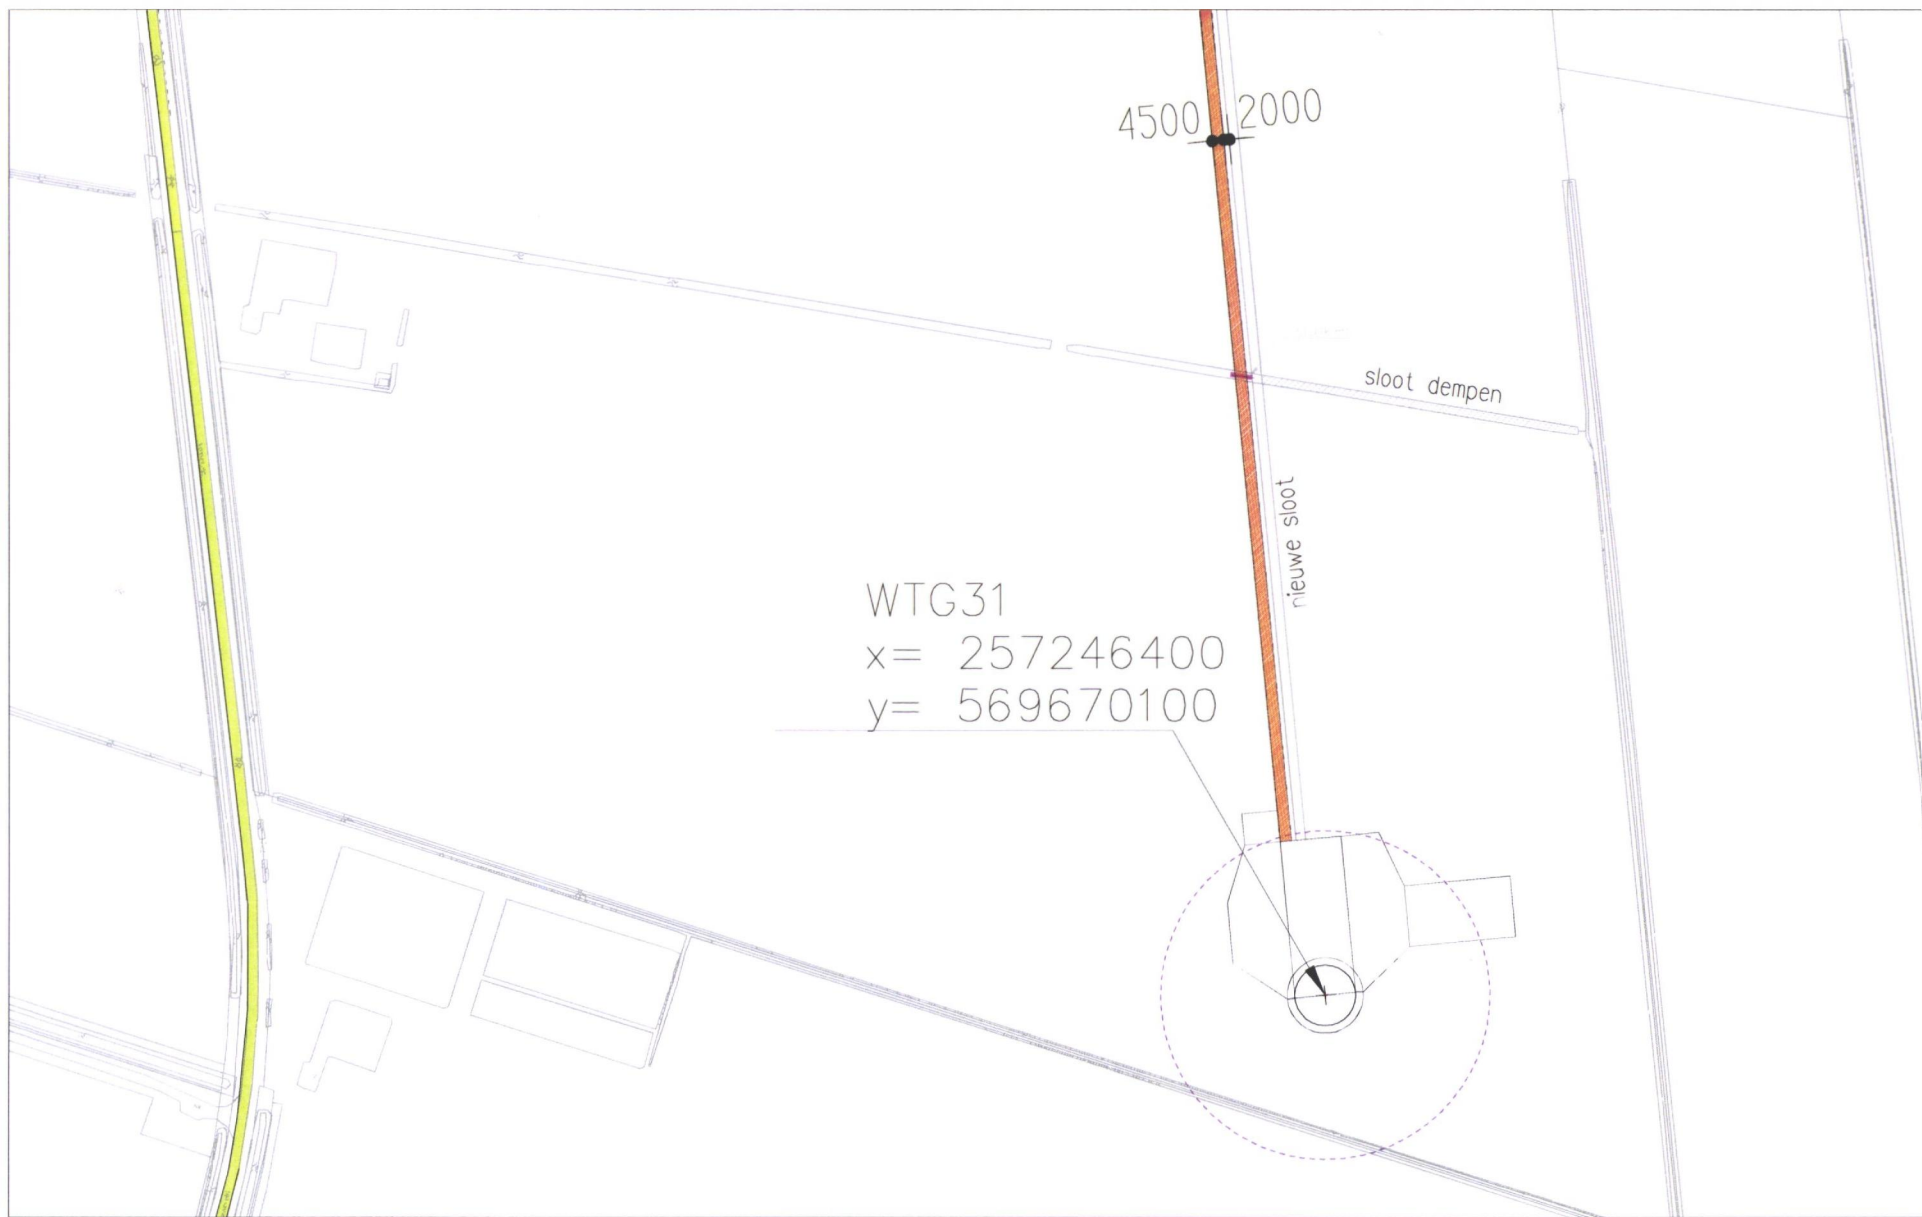 4500 2000
sloot dempen
nieuwe sloot
WTG31
x= 257246400
y= 569670100